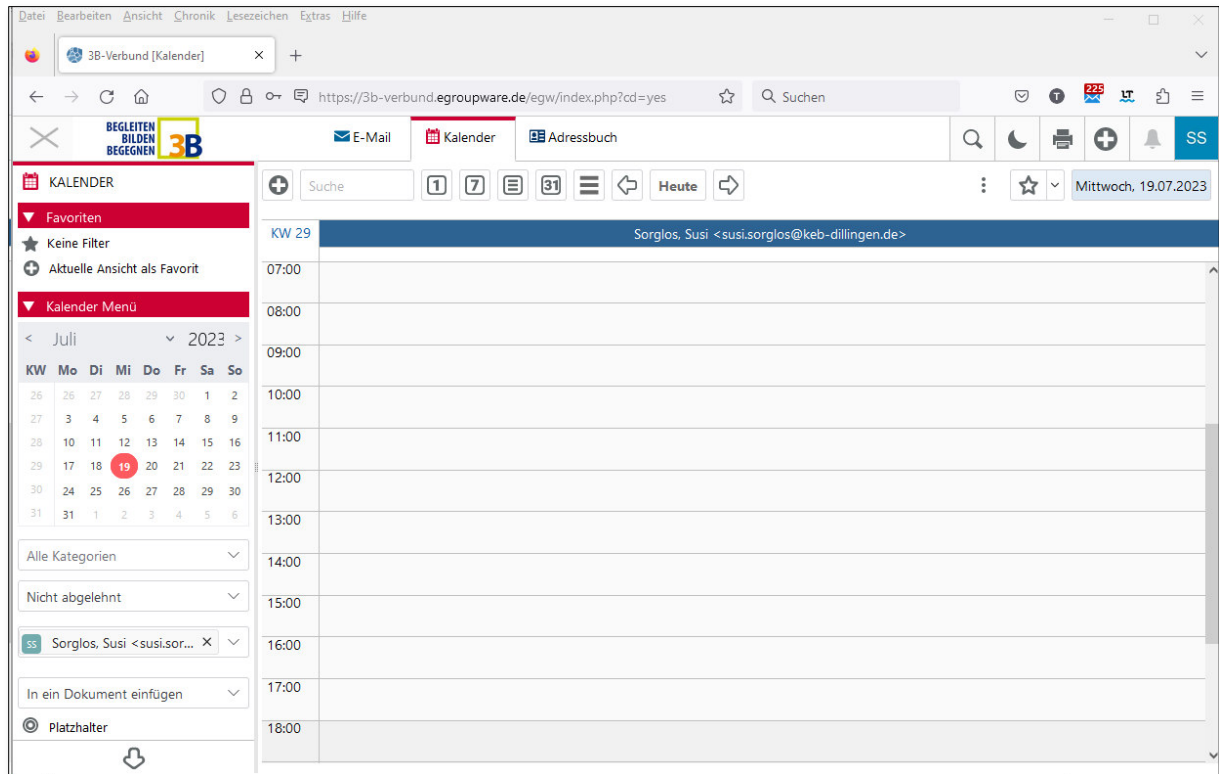 Datei Bearbeiten Ansicht Chronik Lesezeichen Extras Hilfe
3B-Verbund [Kalender]
https://3b-verbund.egroupware.de/egw/index.php?cd=yes Suchen T 225 LT
BEGLEITEN
BILDEN
BEGEGNEN 3B
E-Mail Kalender Adressbuch SS
KALENDER
Suche 1 7 31 Heute Mittwoch, 19.07.2023
Favoriten
Keine Filter
Aktuelle Ansicht als Favorit
Kalender Menü
< Juli 2023 >
KW Mo Di Mi Do Fr Sa So
26 26 27 28 29 30 1 2
27 3 4 5 6 7 8 9
28 10 11 12 13 14 15 16
29 17 18 19 20 21 22 23
30 24 25 26 27 28 29 30
31 31 1 2 3 4 5 6
Alle Kategorien
Nicht abgelehnt
SS Sorglos, Susi <susi.sor... ×
In ein Dokument einfügen
Platzhalter
KW 29 Sorglos, Susi <susi.sorglos@keb-dillingen.de>
07:00
08:00
09:00
10:00
11:00
12:00
13:00
14:00
15:00
16:00
17:00
18:00